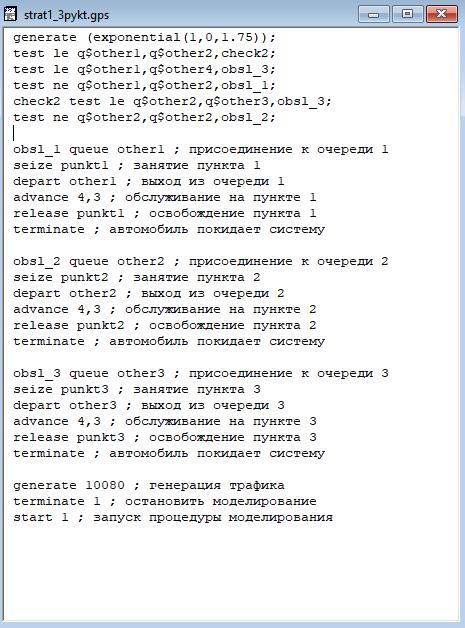 strat1_3pykt.gps
generate (exponential(1,0,1.75));
test le q$other1,q$other2,check2;
test le q$other1,q$other4,obsl_3;
test ne q$other1,q$other2,obsl_1;
check2 test le q$other2,q$other3,obsl_3;
test ne q$other2,q$other2,obsl_2;
obsl_1 queue other1 ; присоединение к очереди 1
seize punkt1 ; занятие пункта 1
depart other1 ; выход из очереди 1
advance 4,3 ; обслуживание на пункте 1
release punkt1 ; освобождение пункта 1
terminate ; автомобиль покидает систему
obsl_2 queue other2 ; присоединение к очереди 2
seize punkt2 ; занятие пункта 2
depart other2 ; выход из очереди 2
advance 4,3 ; обслуживание на пункте 2
release punkt2 ; освобождение пункта 2
terminate ; автомобиль покидает систему
obsl_3 queue other3 ; присоединение к очереди 3
seize punkt3 ; занятие пункта 3
depart other3 ; выход из очереди 3
advance 4,3 ; обслуживание на пункте 3
release punkt3 ; освобождение пункта 3
terminate ; автомобиль покидает систему
generate 10080 ; генерация трафика
terminate 1 ; остановить моделирование
start 1 ; запуск процедуры моделирования